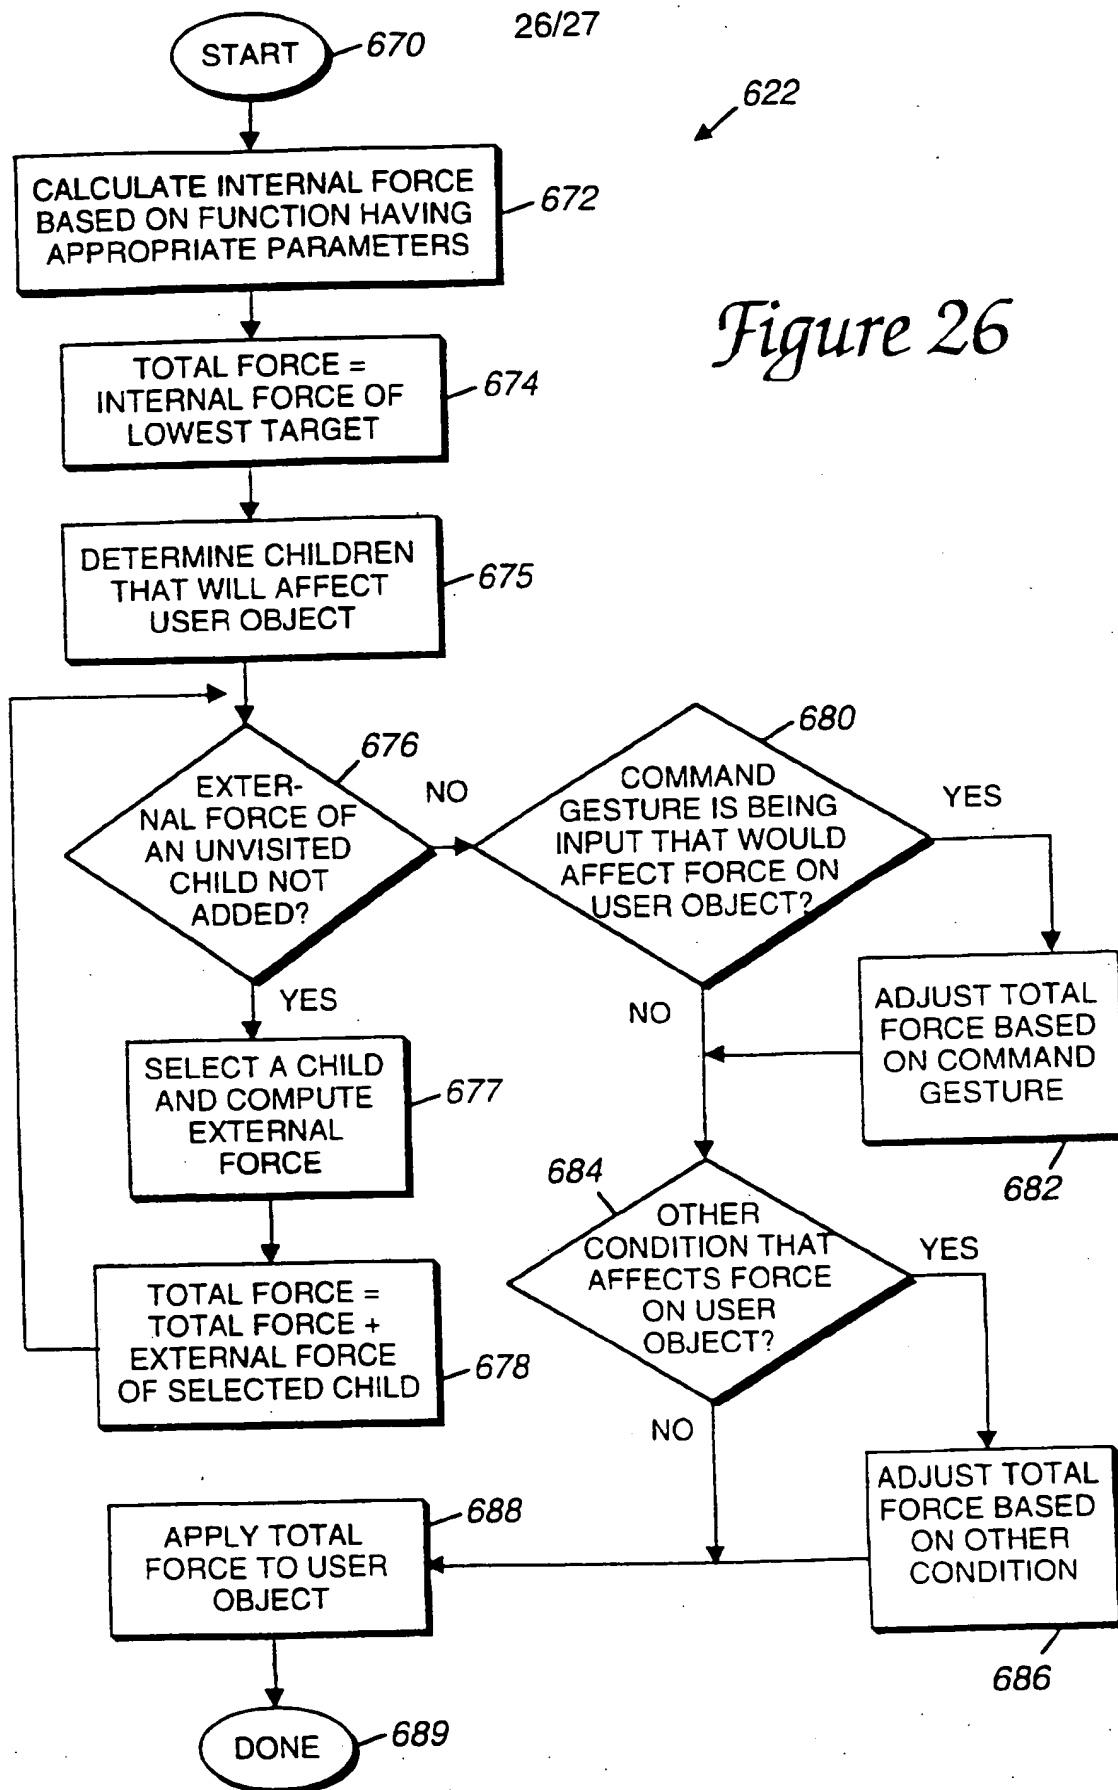 26/27
START
670
622
CALCULATE INTERNAL FORCE
BASED ON FUNCTION HAVING
APPROPRIATE PARAMETERS
672
Figure 26
TOTAL FORCE =
INTERNAL FORCE OF
LOWEST TARGET
674
DETERMINE CHILDREN
THAT WILL AFFECT
USER OBJECT
675
EXTER-
NAL FORCE OF
AN UNVISITED
CHILD NOT
ADDED?
676
NO
YES
COMMAND
GESTURE IS BEING
INPUT THAT WOULD
AFFECT FORCE ON
USER OBJECT?
680
YES
NO
ADJUST TOTAL
FORCE BASED
ON COMMAND
GESTURE
682
SELECT A CHILD
AND COMPUTE
EXTERNAL
FORCE
677
TOTAL FORCE =
TOTAL FORCE +
EXTERNAL FORCE
OF SELECTED CHILD
678
684
OTHER
CONDITION THAT
AFFECTS FORCE
ON USER
OBJECT?
YES
NO
ADJUST TOTAL
FORCE BASED
ON OTHER
CONDITION
686
APPLY TOTAL
FORCE TO USER
OBJECT
688
DONE
689